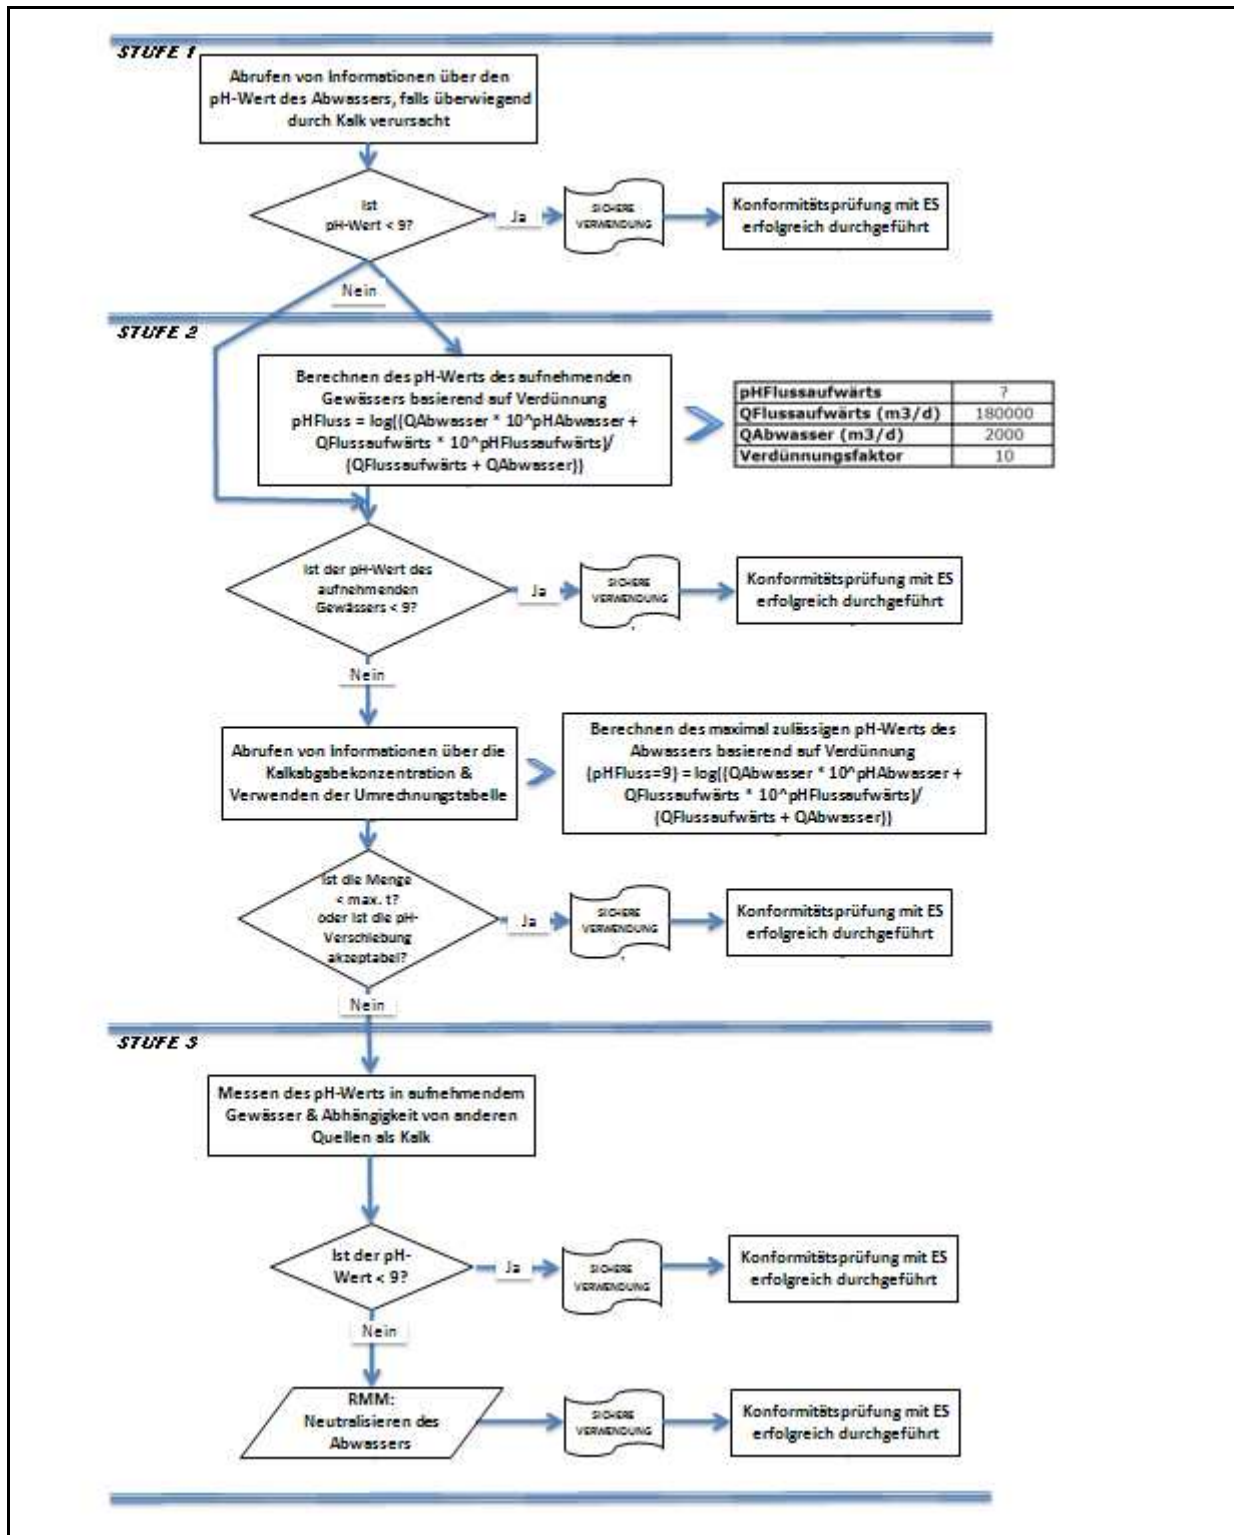 STUFE 1
Abrufen von Informationen über den
pH-Wert des Abwassers, falls überwiegend
durch Kalk verursacht
Ist
pH-Wert < 9?
Ja
SICHERE
VERWENDUNG
Konformitätsprüfung mit ES
erfolgreich durchgeführt
Nein
STUFE 2
Berechnen des pH-Werts des aufnehmenden
Gewässers basierend auf Verdünnung
pHFluss = log((QAbwasser * 10^pHAbwasser +
QFlussaufwärts * 10^pHFlussaufwärts)/
(QFlussaufwärts + QAbwasser))
pHFlussaufwärts ?
QFlussaufwärts (m3/d) 180000
QAbwasser (m3/d) 2000
Verdünnungsfaktor 10
Ist der pH-Wert des
aufnehmenden
Gewässers < 9?
Ja
SICHERE
VERWENDUNG
Konformitätsprüfung mit ES
erfolgreich durchgeführt
Nein
Abrufen von Informationen über die
Kalkabgabekonzentration &
Verwenden der Umrechnungstabelle
Berechnen des maximal zulässigen pH-Werts des
Abwassers basierend auf Verdünnung
(pHFluss=9) = log((QAbwasser * 10^pHAbwasser +
QFlussaufwärts * 10^pHFlussaufwärts)/
(QFlussaufwärts + QAbwasser))
Ist die Menge
< max. t?
oder ist die pH-
Verschiebung
akzeptabel?
Ja
SICHERE
VERWENDUNG
Konformitätsprüfung mit ES
erfolgreich durchgeführt
Nein
STUFE 3
Messen des pH-Werts in aufnehmendem
Gewässer & Abhängigkeit von anderen
Quellen als Kalk
Ist der pH-
Wert < 9?
Ja
SICHERE
VERWENDUNG
Konformitätsprüfung mit ES
erfolgreich durchgeführt
Nein
RMM:
Neutralisieren des
Abwassers
SICHERE
VERWENDUNG
Konformitätsprüfung mit ES
erfolgreich durchgeführt